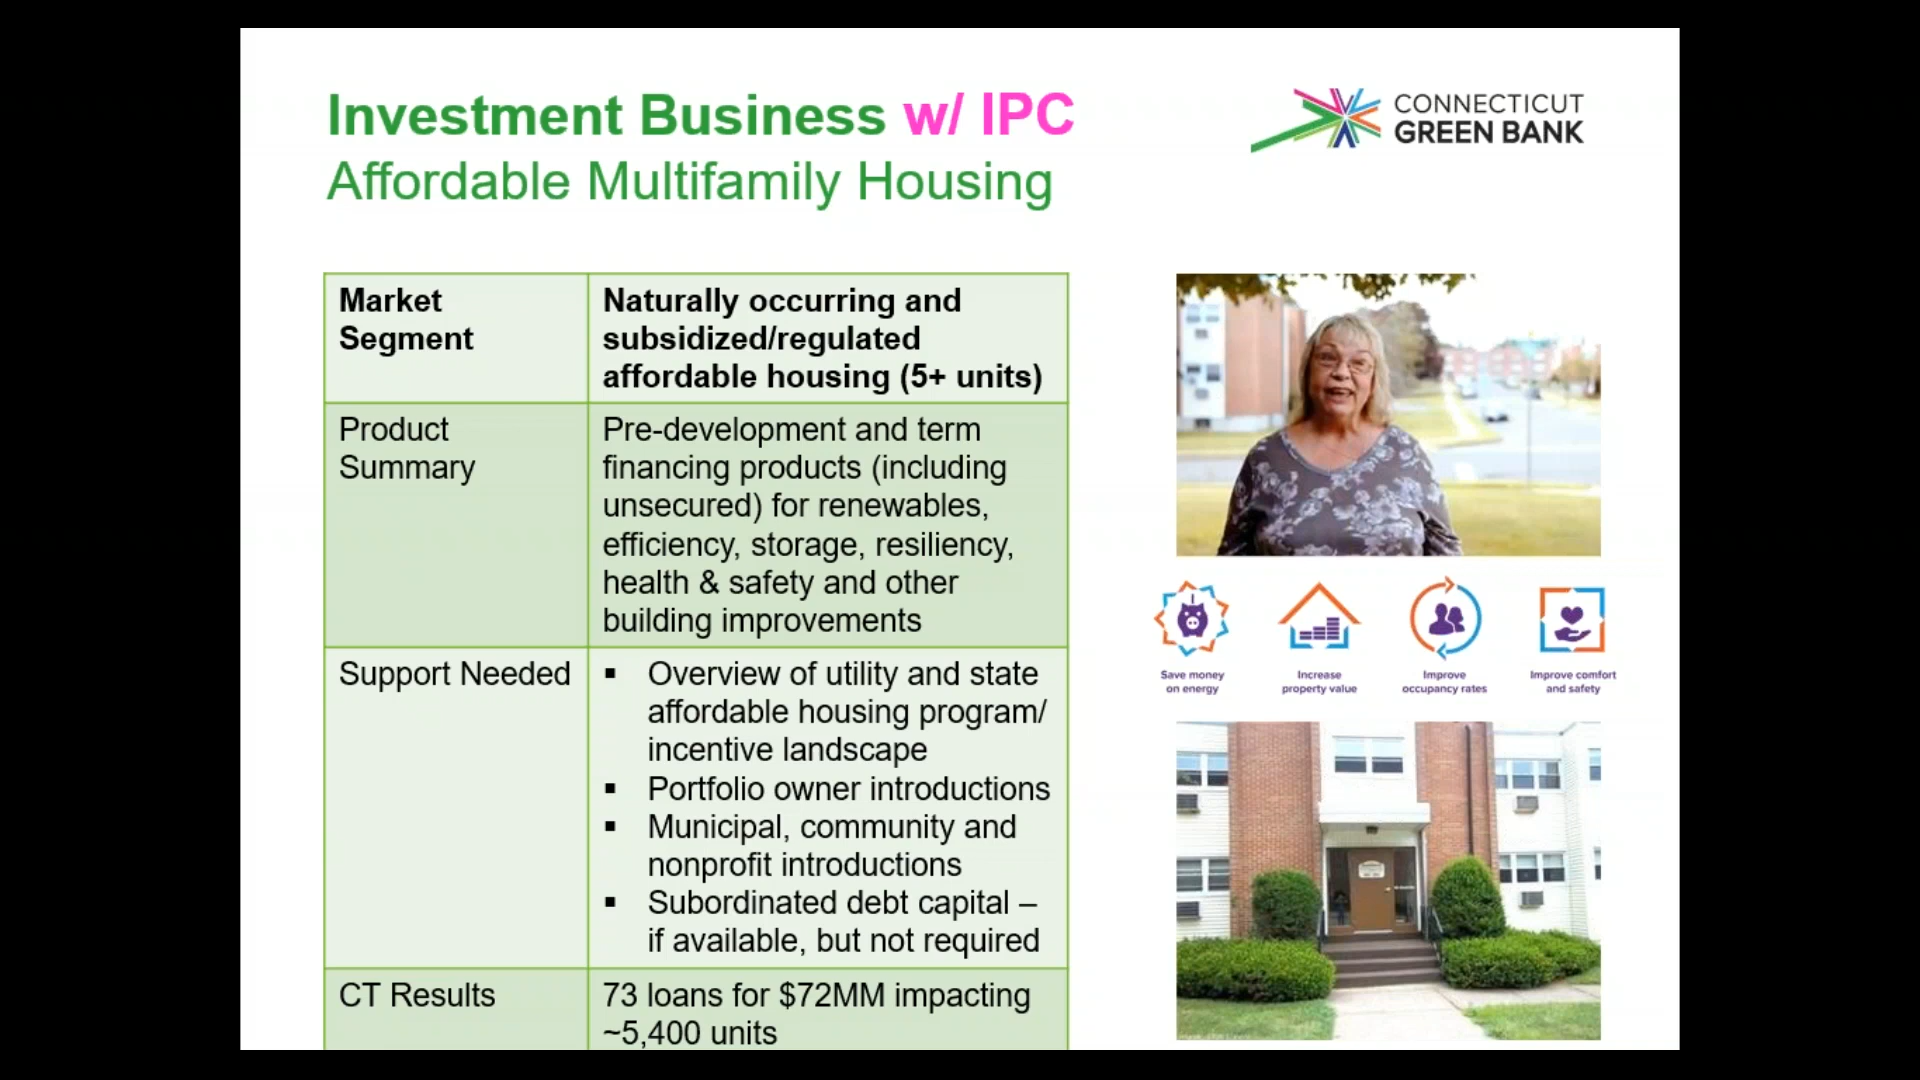 Investment Business w/ IPC
Affordable Multifamily Housing
CONNECTICUT
GREEN BANK
Market
Segment
Naturally occurring and
subsidized/regulated
affordable housing (5+ units)
Product
Summary
Pre-development and term
financing products (including
unsecured) for renewables,
efficiency, storage, resiliency,
health & safety and other
building improvements
Support Needed
▪ Overview of utility and state
affordable housing program/
incentive landscape
▪ Portfolio owner introductions
▪ Municipal, community and
nonprofit introductions
▪ Subordinated debt capital –
if available, but not required
CT Results
73 loans for $72MM impacting
~5,400 units
Save money
on energy
Increase
property value
Improve
occupancy rates
Improve comfort
and safety